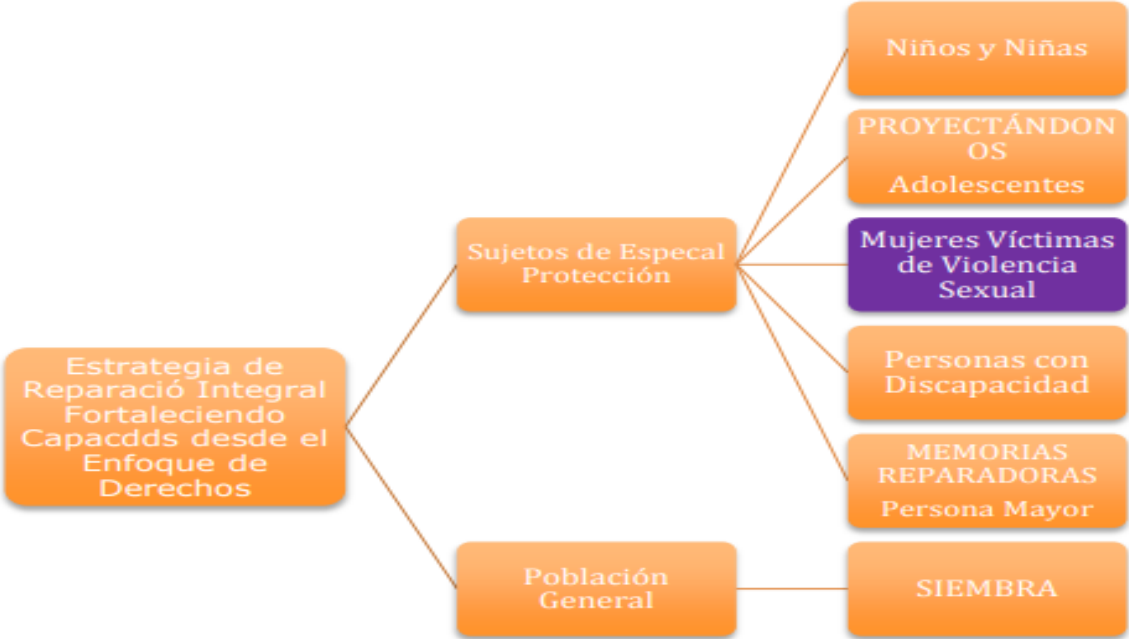 Estrategia de
Reparació Integral
Fortaleciendo
Capacdds desde el
Enfoque de
Derechos
Sujetos de Especal
Protección
Población
General
Niños y Niñas
PROYECTÁNDON
OS
Adolescentes
Mujeres Víctimas
de Violencia
Sexual
Personas con
Discapacidad
MEMORIAS
REPARADORAS
Persona Mayor
SIEMBRA